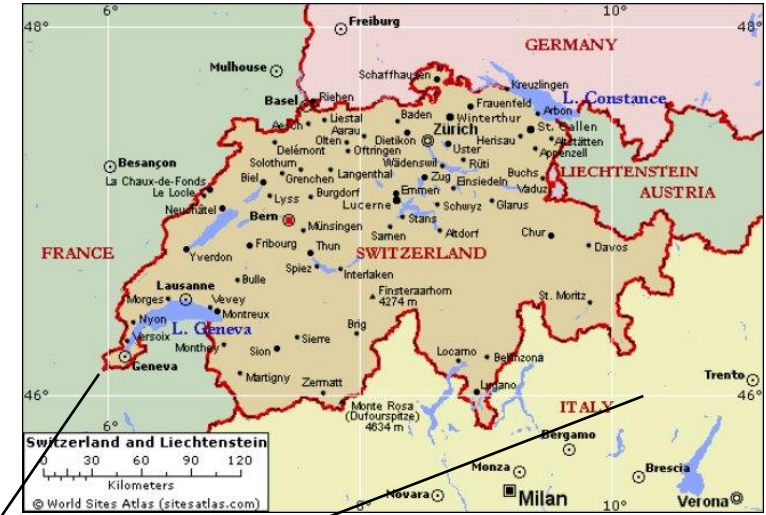 6°
10°
48°
48°
Freiburg
GERMANY
Mulhouse
Schaffhausen
Kreuzlingen
Basel
Riehen
L. Constance
Frauenfeld
Arbon
Aesch
Liestal
Baden
Winterthur
Aarau
Zürich
St. Gallen
Olten
Dietikon
Herisau
Altstätten
Delémont
Oftringen
Uster
Appenzell
Besançon
Solothurn
Wädenswil
Rüti
LIECHTENSTEIN
La Chaux-de-Fonds
Biel
Grenchen
Langenthal
Zug
Einsiedeln
Buchs
Le Locle
Emmen
Vaduz
AUSTRIA
Lyss
Burgdorf
Lucerne
Schwyz
Glarus
Neuchâtel
Bern
Stans
Münsingen
Sarnen
Altdorf
Chur
FRANCE
Fribourg
Thun
SWITZERLAND
Davos
Yverdon
Spiez
Interlaken
Bulle
Lausanne
Finsteraarhorn
4274 m
St. Moritz
Morges
Vevey
Nyon
Montreux
L. Geneva
Brig
Versoix
Monthey
Sion
Sierre
Locarno
Bellinzona
Geneva
Martigny
Zermatt
Lugano
Trento
46°
46°
Monte Rosa
(Dufourspitze)
4634 m
ITALY
6°
Switzerland and Liechtenstein
Bergamo
0 30 60 90 120
Kilometers
Monza
Brescia
© World Sites Atlas (sitesatlas.com)
8°
Novara
Milan
10°
Verona